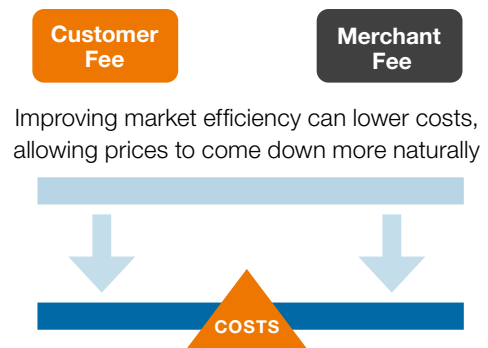 Customer
Fee
Merchant
Fee
Improving market efficiency can lower costs,
allowing prices to come down more naturally
COSTS